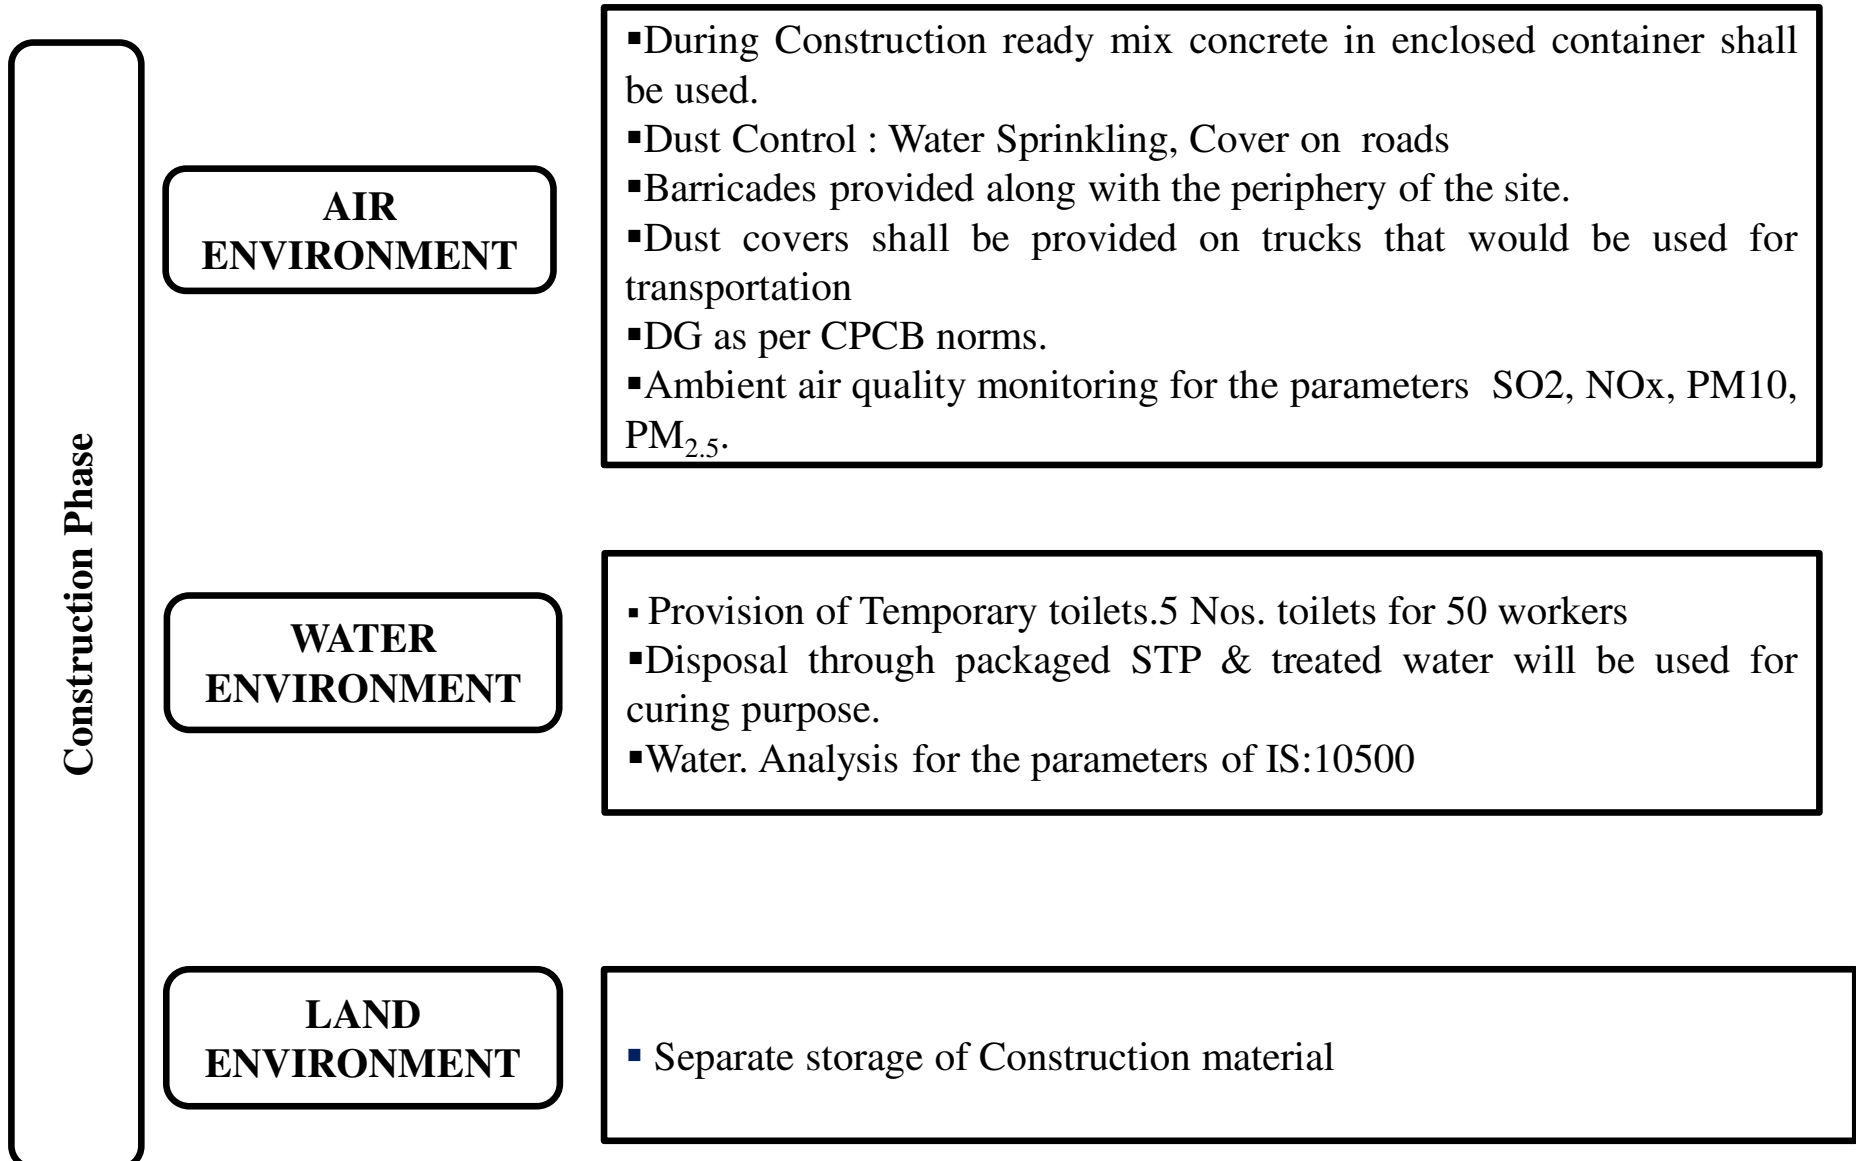 Construction Phase
AIR
ENVIRONMENT
▪During Construction ready mix concrete in enclosed container shall
be used.
▪Dust Control : Water Sprinkling, Cover on roads
▪Barricades provided along with the periphery of the site.
▪Dust covers shall be provided on trucks that would be used for
transportation
▪DG as per CPCB norms.
▪Ambient air quality monitoring for the parameters SO2, NOx, PM10,
PM₂.₅.
WATER
ENVIRONMENT
▪ Provision of Temporary toilets.5 Nos. toilets for 50 workers
▪Disposal through packaged STP & treated water will be used for
curing purpose.
▪Water. Analysis for the parameters of IS:10500
LAND
ENVIRONMENT
▪ Separate storage of Construction material